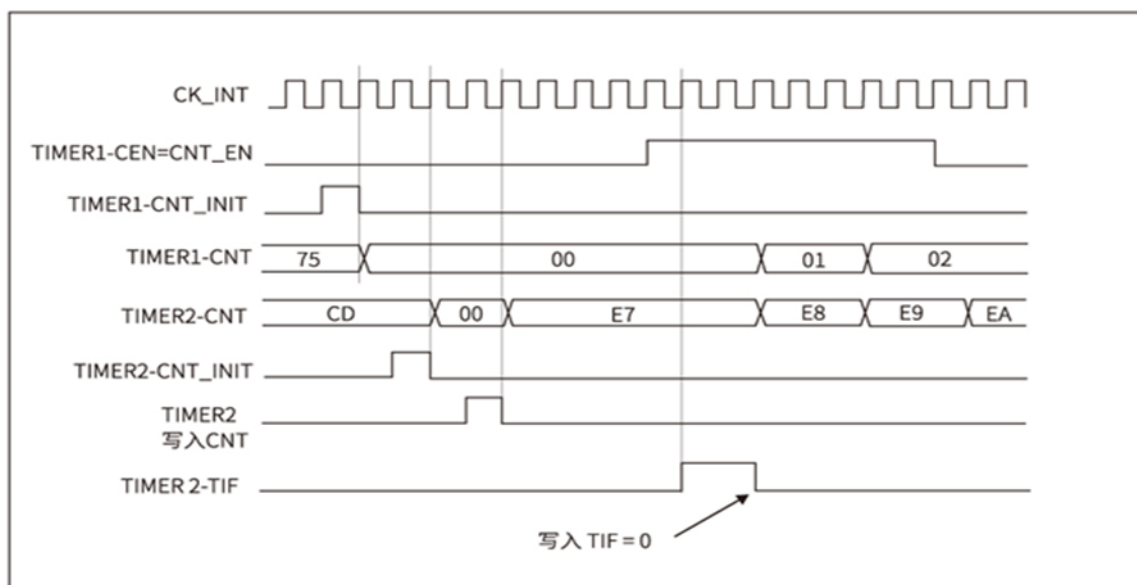 CK_INT
TIMER1-CEN=CNT_EN
TIMER1-CNT_INIT
TIMER1-CNT 75 00 01 02
TIMER2-CNT CD 00 E7 E8 E9 EA
TIMER2-CNT_INIT
TIMER2
写入CNT
TIMER 2-TIF
写入 TIF = 0